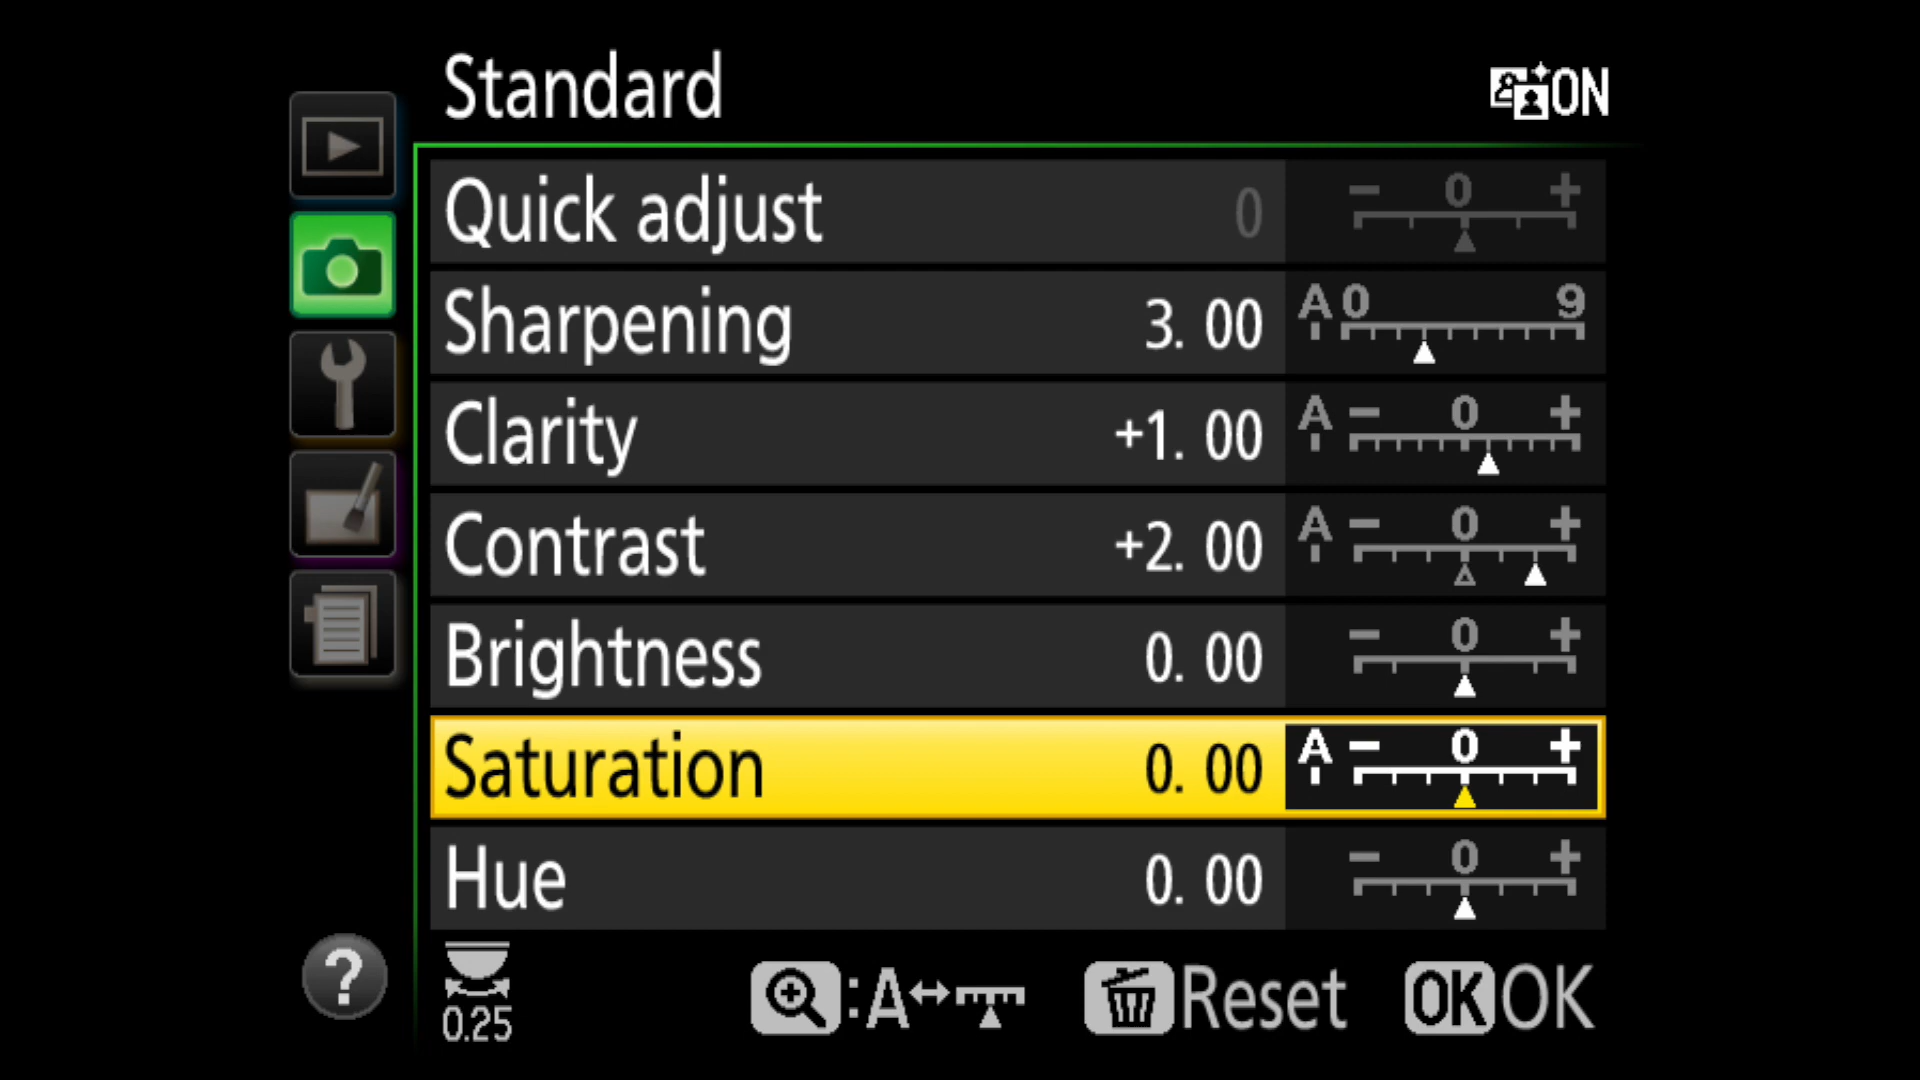 Standard
ON
Quick adjust 0 − 0 +
Sharpening 3.00 A 0 9
Clarity +1.00 A − 0 +
Contrast +2.00 A − 0 +
Brightness 0.00 − 0 +
Saturation 0.00 A − 0 +
Hue 0.00 − 0 +
? 0.25 :A↔ Reset OK OK